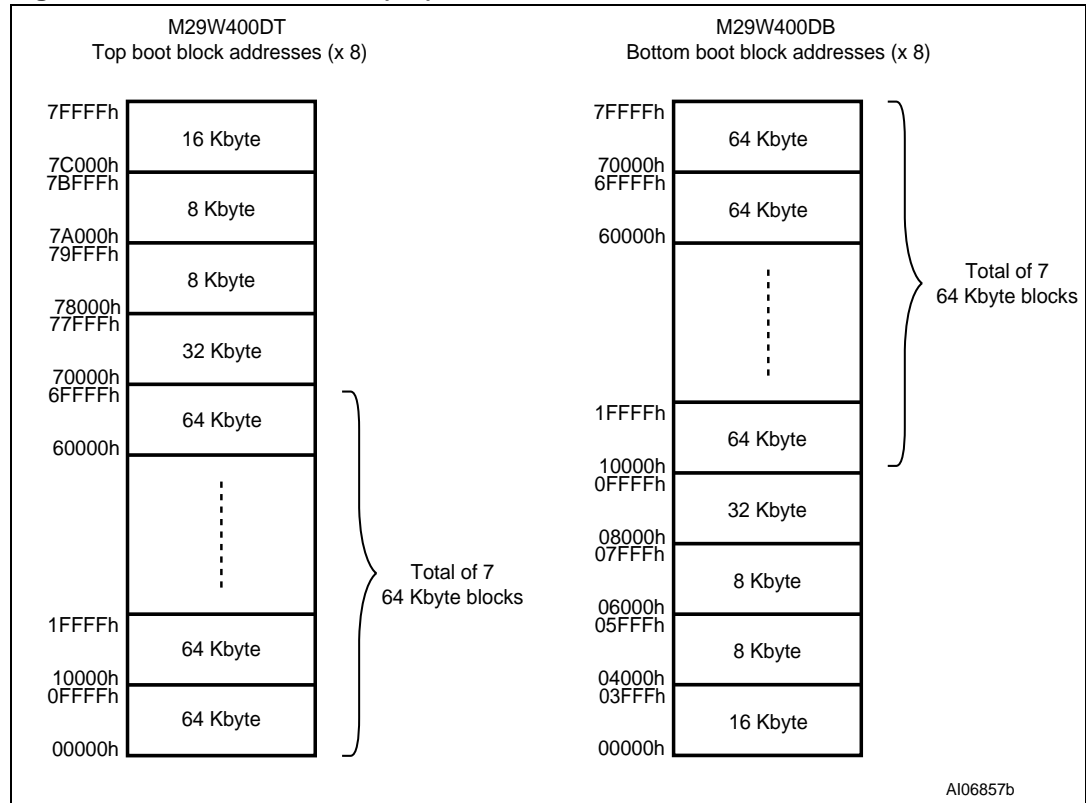 M29W400DT
Top boot block addresses (x 8)
7FFFFh
16 Kbyte
7C000h
7BFFFh
8 Kbyte
7A000h
79FFFh
8 Kbyte
78000h
77FFFh
32 Kbyte
70000h
6FFFFh
64 Kbyte
60000h
Total of 7
64 Kbyte blocks
1FFFFh
64 Kbyte
10000h
0FFFFh
64 Kbyte
00000h
M29W400DB
Bottom boot block addresses (x 8)
7FFFFh
64 Kbyte
70000h
6FFFFh
64 Kbyte
60000h
Total of 7
64 Kbyte blocks
1FFFFh
64 Kbyte
10000h
0FFFFh
32 Kbyte
08000h
07FFFh
8 Kbyte
06000h
05FFFh
8 Kbyte
04000h
03FFFh
16 Kbyte
00000h
AI06857b